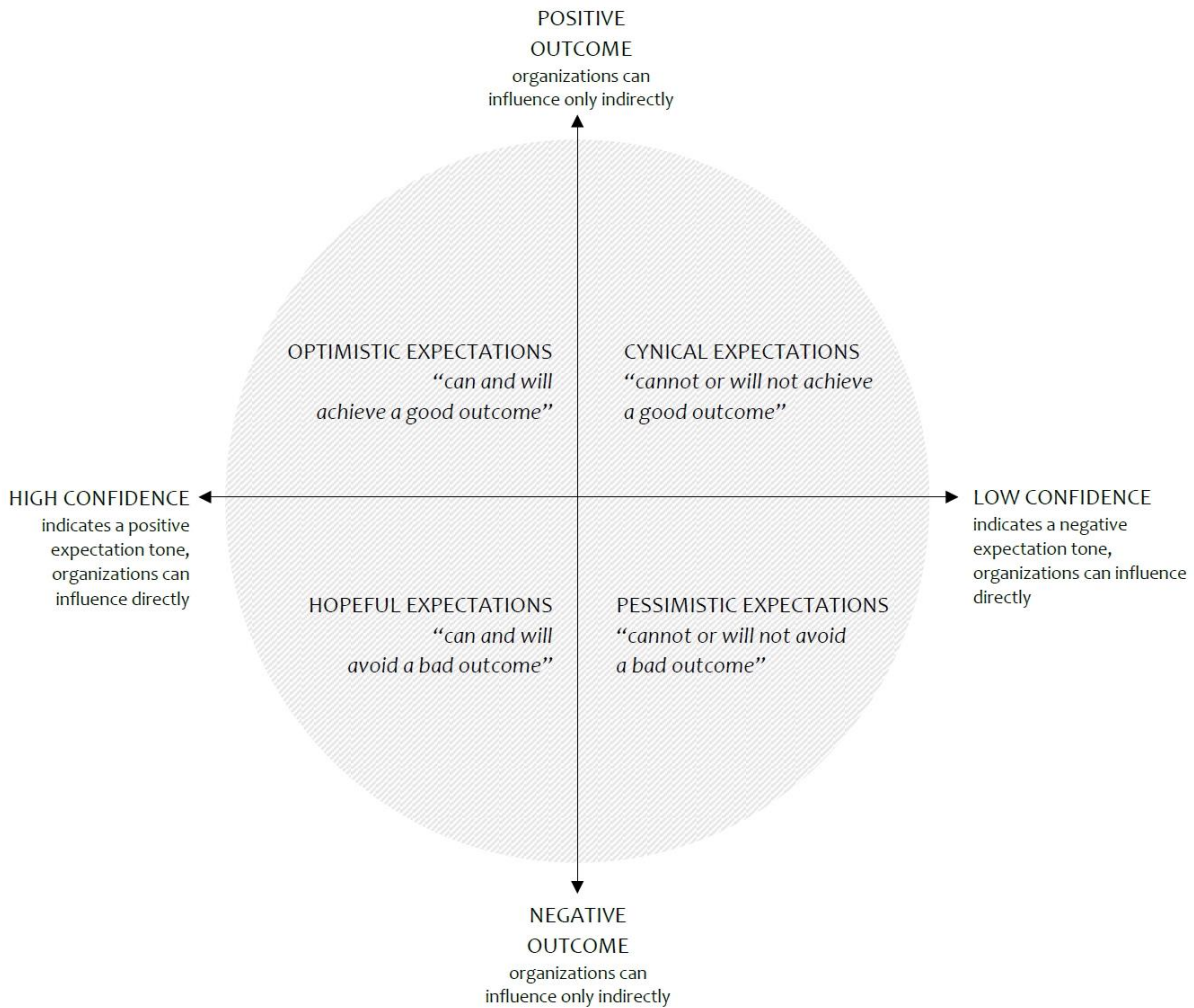 POSITIVE
OUTCOME
organizations can
influence only indirectly
OPTIMISTIC EXPECTATIONS
“can and will
achieve a good outcome”
CYNICAL EXPECTATIONS
“cannot or will not achieve
a good outcome”
HIGH CONFIDENCE
indicates a positive
expectation tone,
organizations can
influence directly
LOW CONFIDENCE
indicates a negative
expectation tone,
organizations can influence
directly
HOPEFUL EXPECTATIONS
“can and will
avoid a bad outcome”
PESSIMISTIC EXPECTATIONS
“cannot or will not avoid
a bad outcome”
NEGATIVE
OUTCOME
organizations can
influence only indirectly